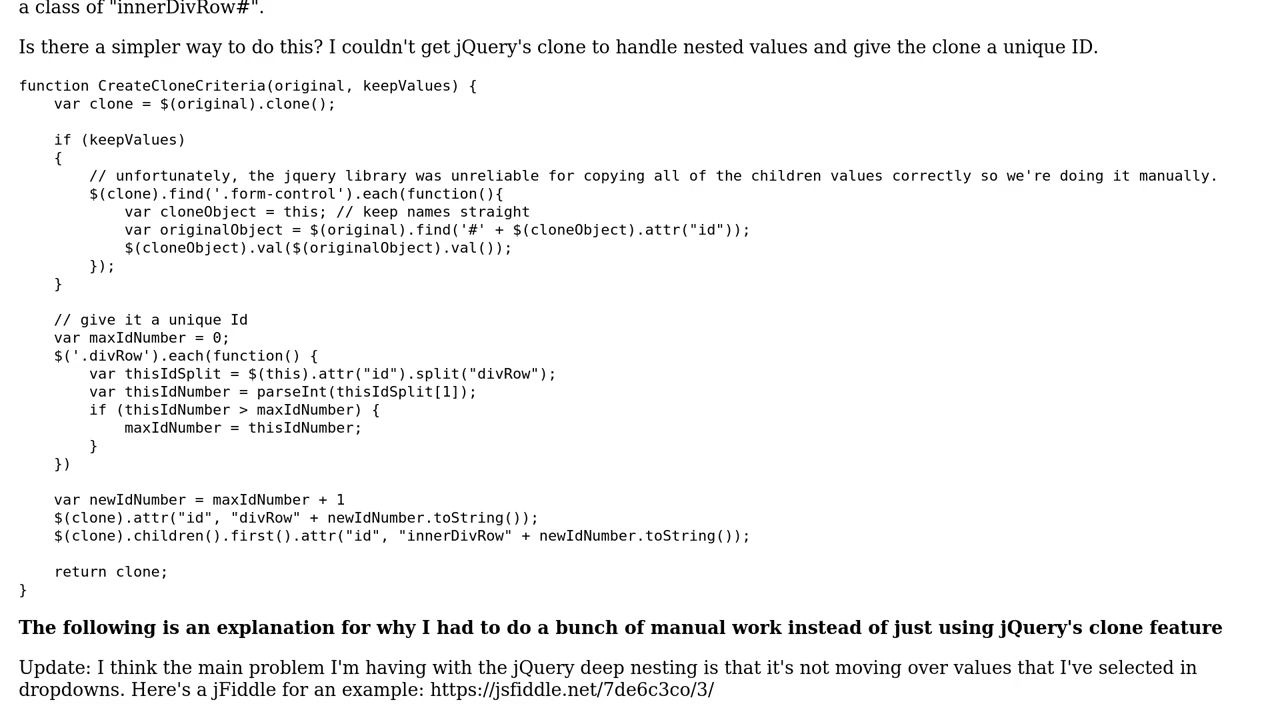 a class of "innerDivRow#".
Is there a simpler way to do this? I couldn't get jQuery's clone to handle nested values and give the clone a unique ID.
function CreateCloneCriteria(original, keepValues) {
    var clone = $(original).clone();

    if (keepValues)
    {
        // unfortunately, the jquery library was unreliable for copying all of the children values correctly so we're doing it manually.
        $(clone).find('.form-control').each(function(){
            var cloneObject = this; // keep names straight
            var originalObject = $(original).find('#' + $(cloneObject).attr("id"));
            $(cloneObject).val($(originalObject).val());
        });
    }

    // give it a unique Id
    var maxIdNumber = 0;
    $('.divRow').each(function() {
        var thisIdSplit = $(this).attr("id").split("divRow");
        var thisIdNumber = parseInt(thisIdSplit[1]);
        if (thisIdNumber > maxIdNumber) {
            maxIdNumber = thisIdNumber;
        }
    })

    var newIdNumber = maxIdNumber + 1
    $(clone).attr("id", "divRow" + newIdNumber.toString());
    $(clone).children().first().attr("id", "innerDivRow" + newIdNumber.toString());

    return clone;
}
The following is an explanation for why I had to do a bunch of manual work instead of just using jQuery's clone feature
Update: I think the main problem I'm having with the jQuery deep nesting is that it's not moving over values that I've selected in
dropdowns. Here's a jFiddle for an example: https://jsfiddle.net/7de6c3co/3/